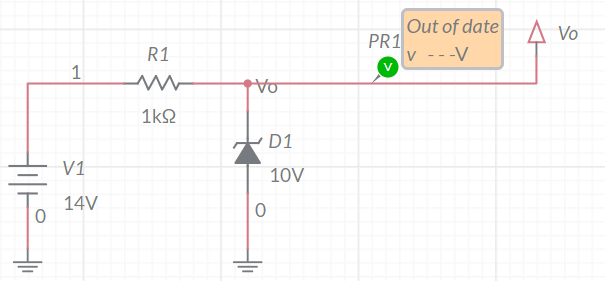 Out of date
PR1
v ---V
V
Vo
R1
1
Vo
1kΩ
D1
V1
10V
14V
0
0